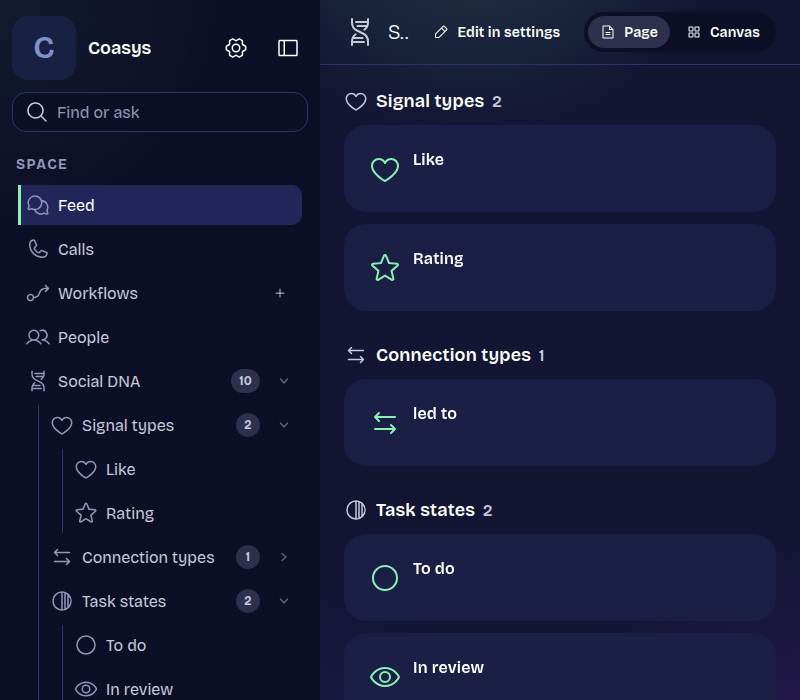 C
Coasys
Find or ask
SPACE
Feed
Calls
Workflows
People
Social DNA 10
Signal types 2
Like
Rating
Connection types 1
Task states 2
To do
In review
S..
Edit in settings
Page
Canvas
Signal types 2
Like
Rating
Connection types 1
led to
Task states 2
To do
In review